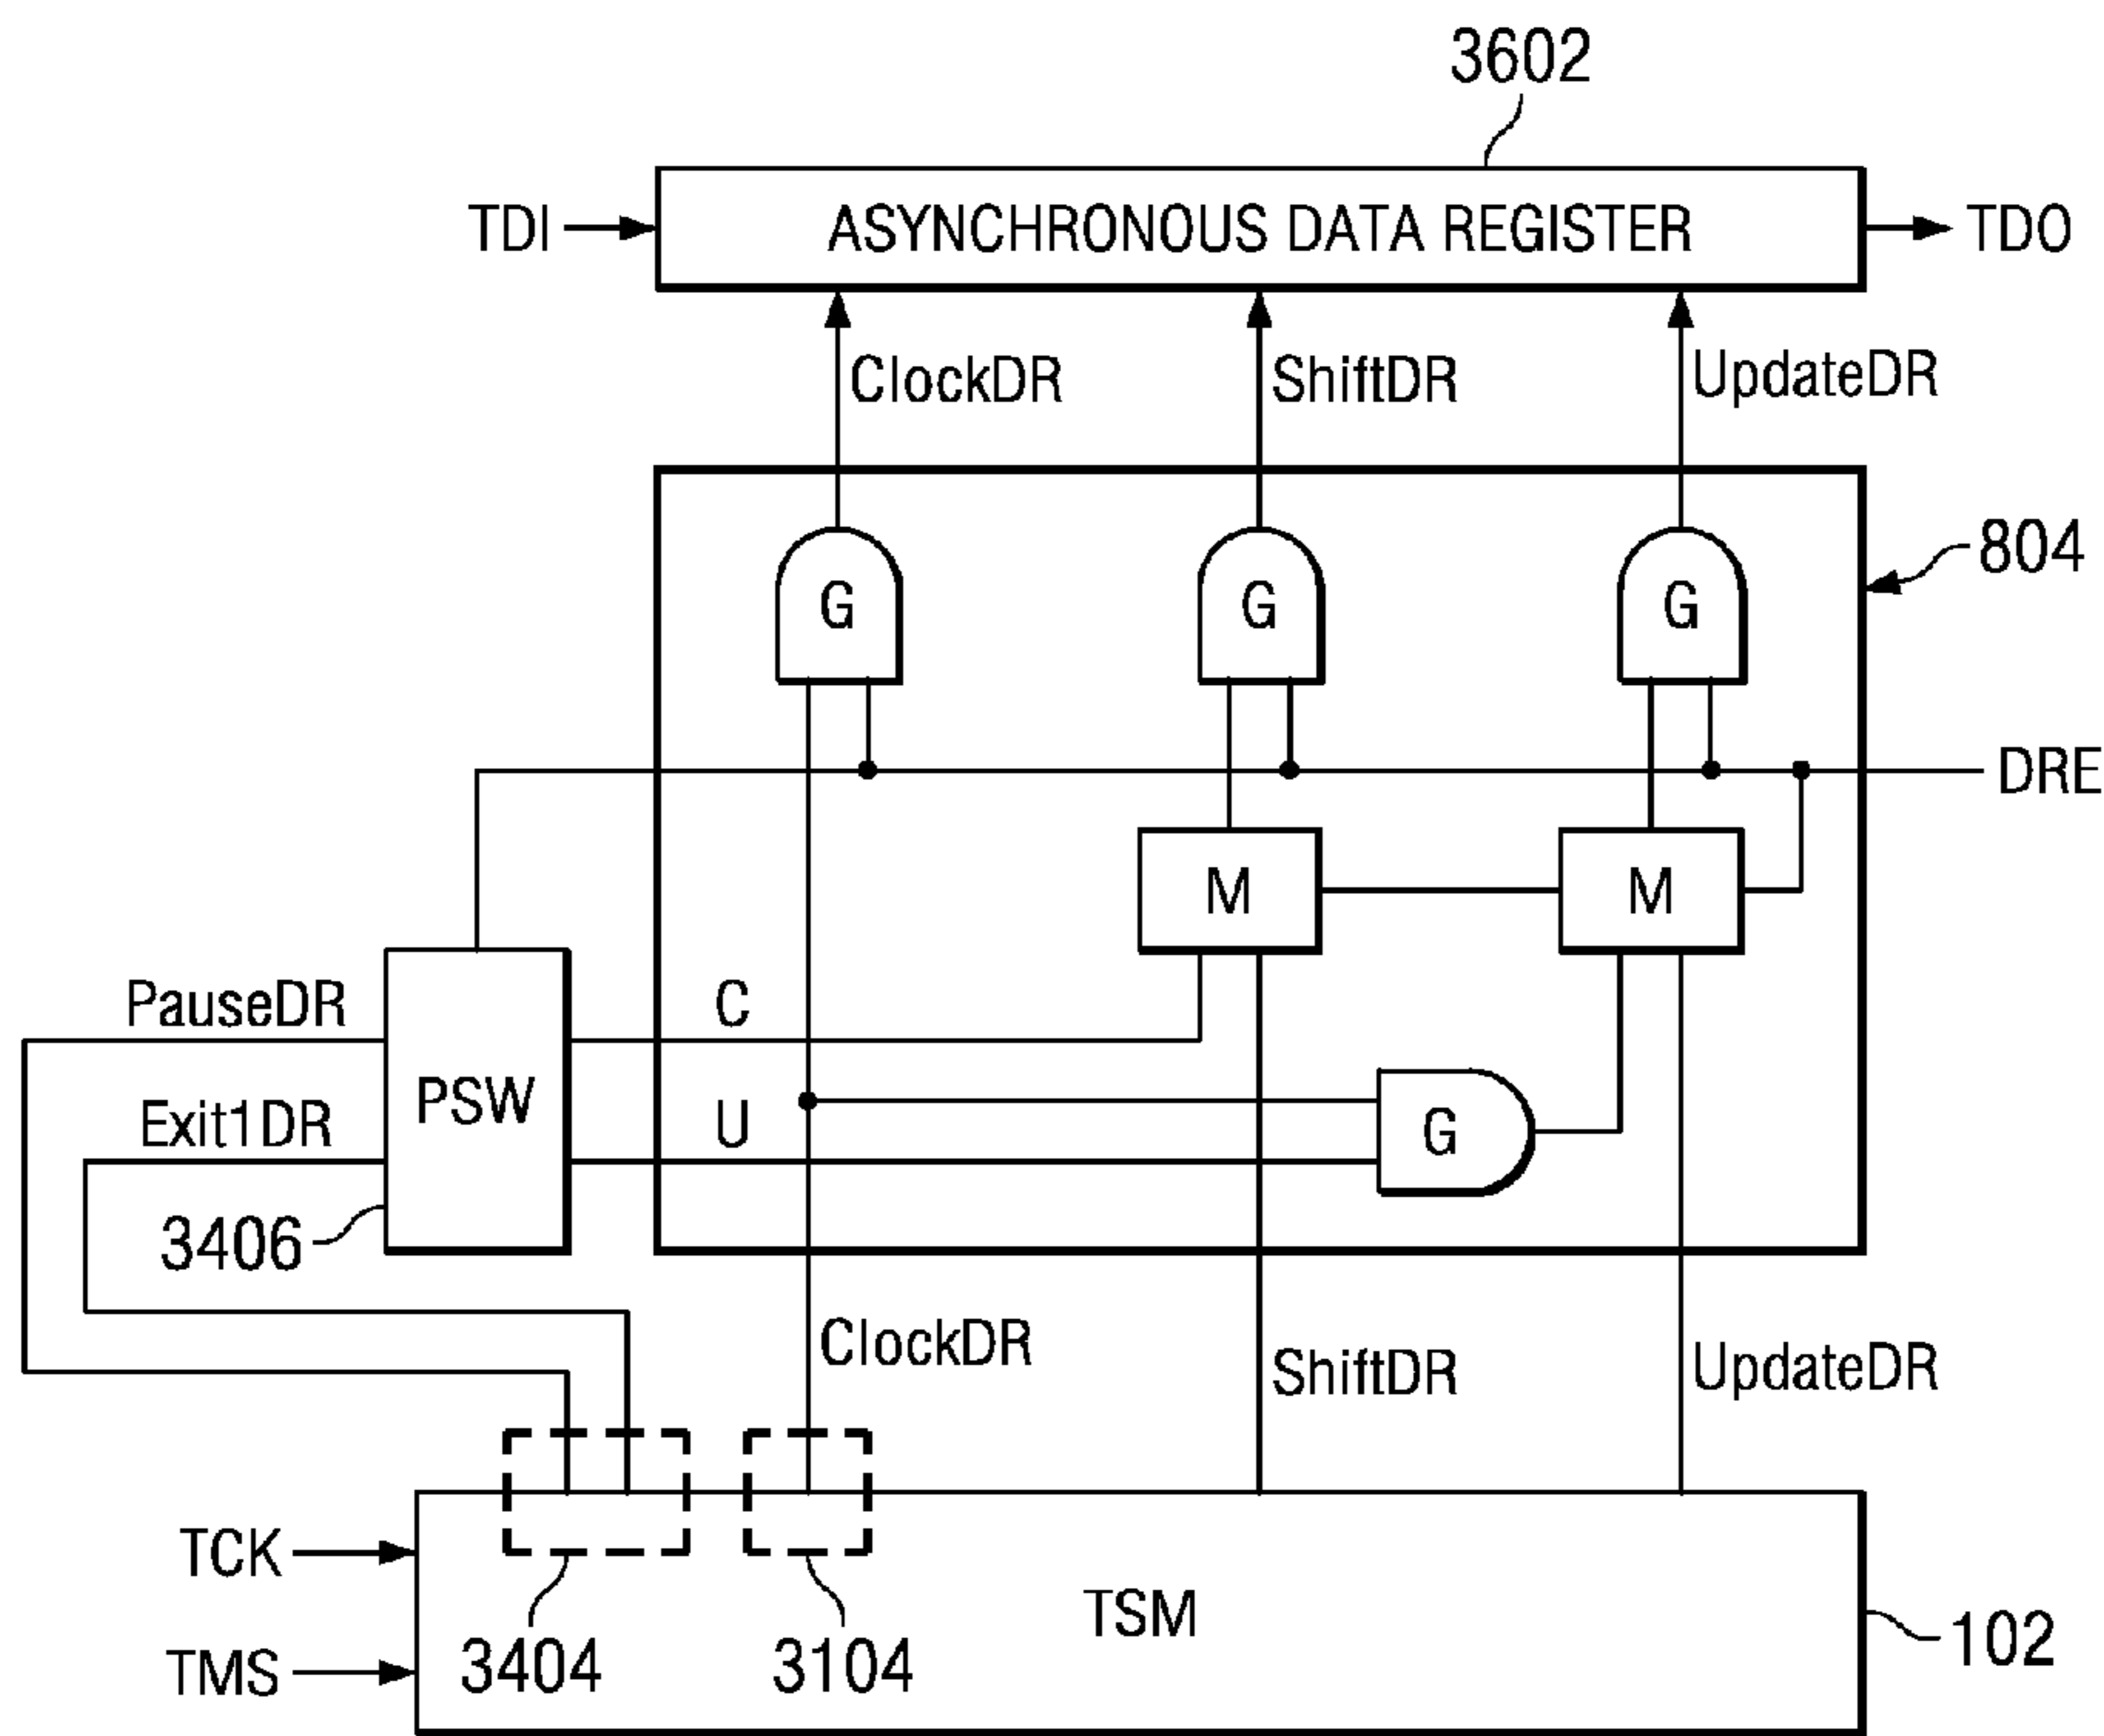 3602
TDI
ASYNCHRONOUS DATA REGISTER
TDO
ClockDR
ShiftDR
UpdateDR
804
G
G
G
DRE
M
M
PauseDR
C
PSW
Exit1DR
U
G
3406
ClockDR
ShiftDR
UpdateDR
TCK
TSM
TMS
3404
3104
102